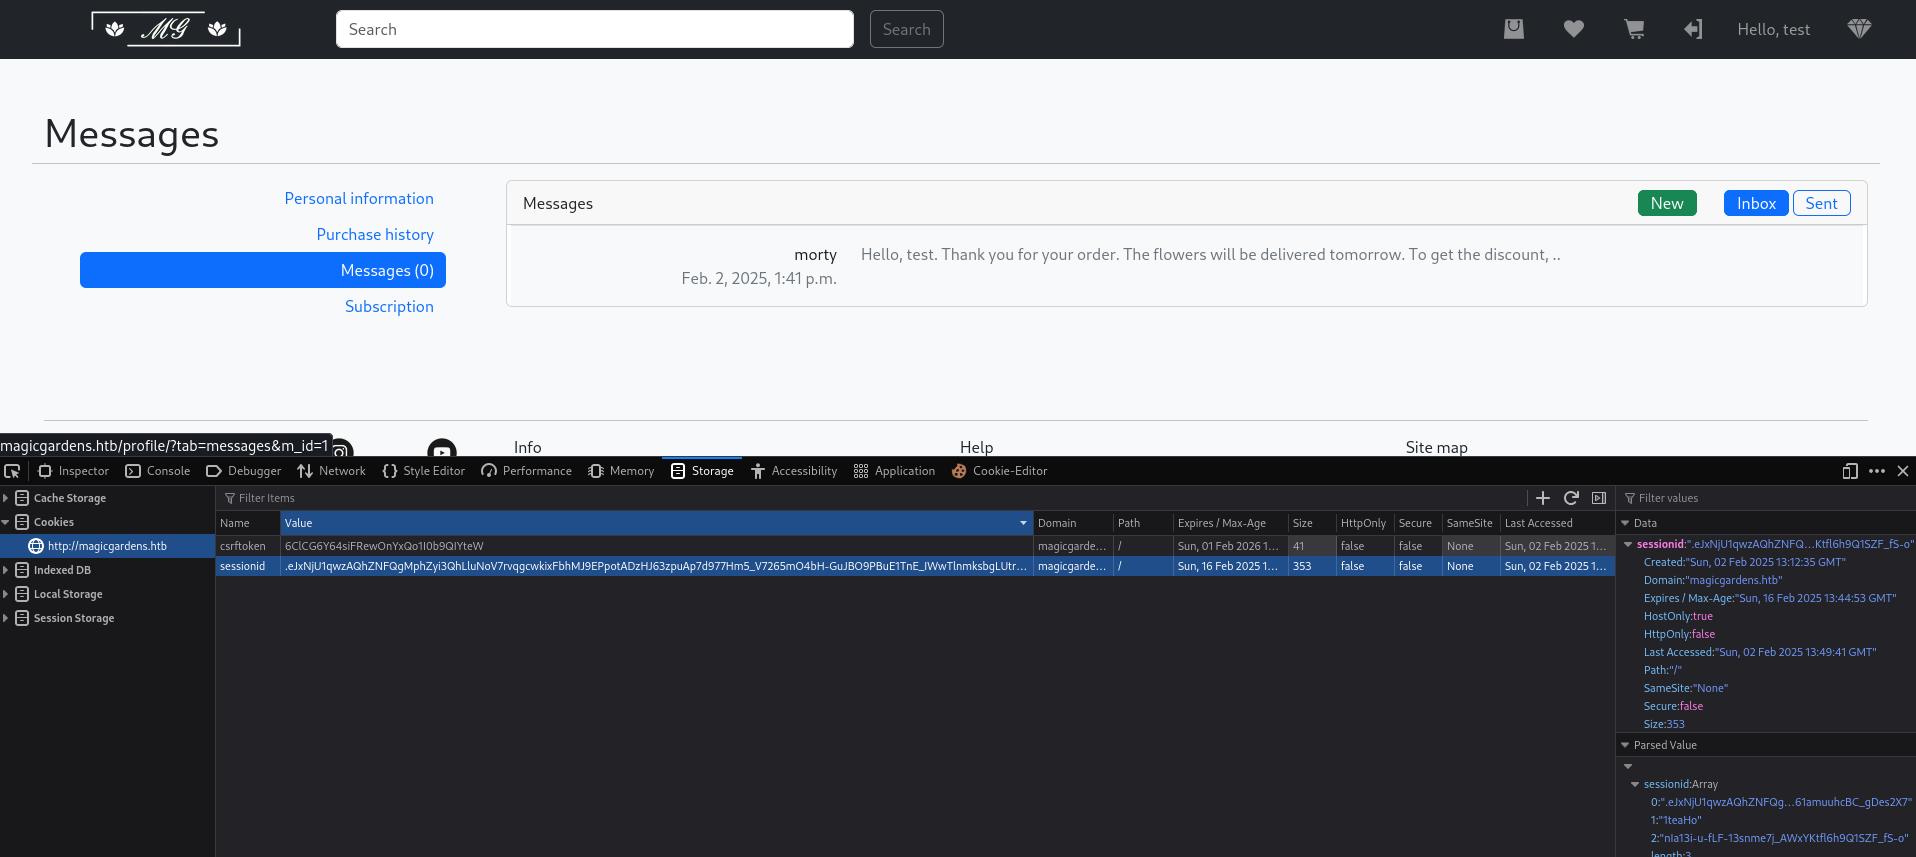 MG Search Search Hello, test
Messages
Personal information
Purchase history
Messages (0)
Subscription
Messages New Inbox Sent
morty Hello, test. Thank you for your order. The flowers will be delivered tomorrow. To get the discount, ..
Feb. 2, 2025, 1:41 p.m.
magicgardens.htb/profile/?tab=messages&m_id=1 Info Help Site map
Inspector Console Debugger Network Style Editor Performance Memory Storage Accessibility Application Cookie-Editor
Cache Storage
Cookies
http://magicgardens.htb
Indexed DB
Local Storage
Session Storage
Filter Items
Name Value Domain Path Expires / Max-Age Size HttpOnly Secure SameSite Last Accessed
csrftoken 6ClCG6Y64siFRewOnYxQo1I0b9QIYteW magicgarde... / Sun, 01 Feb 2026 1... 41 false false None Sun, 02 Feb 2025 1...
sessionid .eJxNjU1qwzAQhZNFQgMphZyi3QhLluNoV7rvqgcwkixFbhMJ9EPpotADzHJ63zpuAp7d977Hm5_V7265mO4bH-GuJBO9PBuE1TnE_IWwTlnmksbgLUtr... magicgarde... / Sun, 16 Feb 2025 1... 353 false false None Sun, 02 Feb 2025 1...
Filter values
Data
sessionid:".eJxNjU1qwzAQhZNFQ...Ktfl6h9Q1SZF_fS-o"
Created:"Sun, 02 Feb 2025 13:12:35 GMT"
Domain:"magicgardens.htb"
Expires / Max-Age:"Sun, 16 Feb 2025 13:44:53 GMT"
HostOnly:true
HttpOnly:false
Last Accessed:"Sun, 02 Feb 2025 13:49:41 GMT"
Path:"/"
SameSite:"None"
Secure:false
Size:353
Parsed Value
sessionid:Array
0:".eJxNjU1qwzAQhZNFQg...61amuuhcBC_gDes2X7"
1:"1teaHo"
2:"nIa13i-u-fLF-13snme7j_AWxYKtfl6h9Q1SZF_fS-o"
length:3